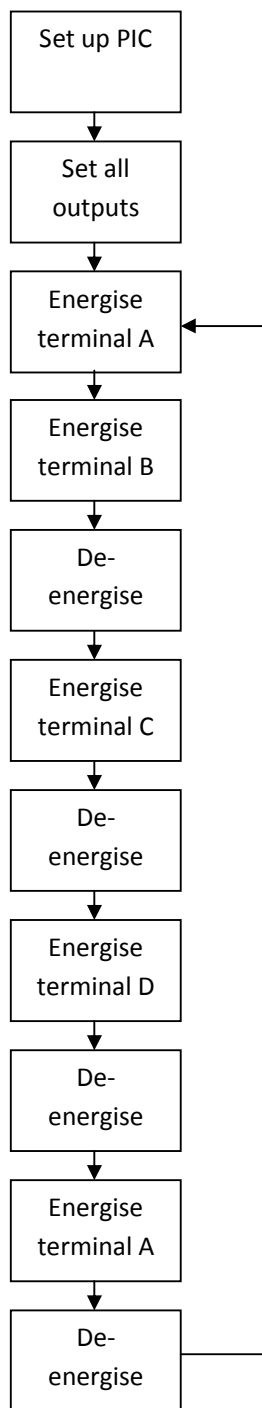 Set up PIC
Set all
outputs
Energise
terminal A
Energise
terminal B
De-
energise
Energise
terminal C
De-
energise
Energise
terminal D
De-
energise
Energise
terminal A
De-
energise